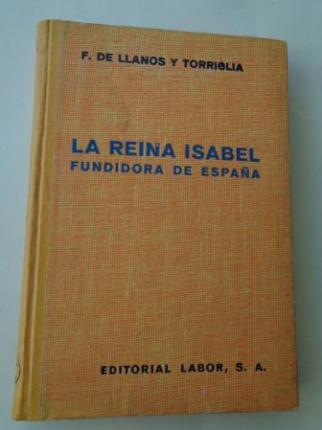 F. DE LLANOS Y TORRIGLIA
LA REINA ISABEL
FUNDIDORA DE ESPAÑA
EDITORIAL LABOR, S. A.